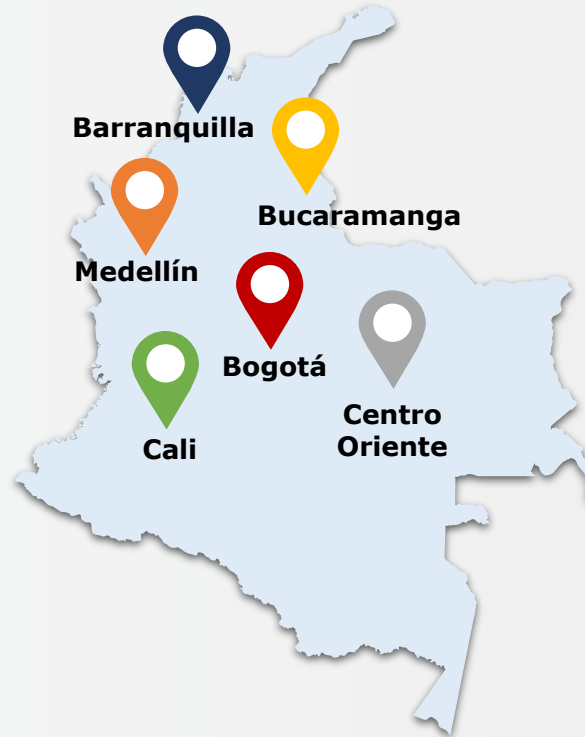 Barranquilla
Bucaramanga
Medellín
Bogotá
Centro
Oriente
Cali